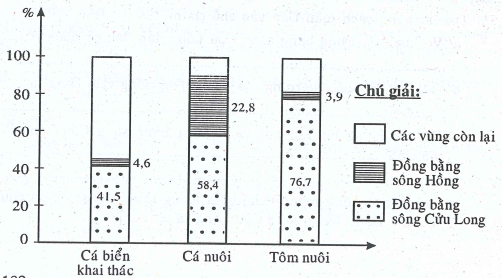 %
100
80
60
40
20
0
4,6
41,5
22,8
58,4
3,9
76,7
Cá biển
khai thác
Cá nuôi
Tôm nuôi
Chú giải:
Các vùng còn lại
Đồng bằng
sông Hồng
Đồng bằng
sông Cửu Long